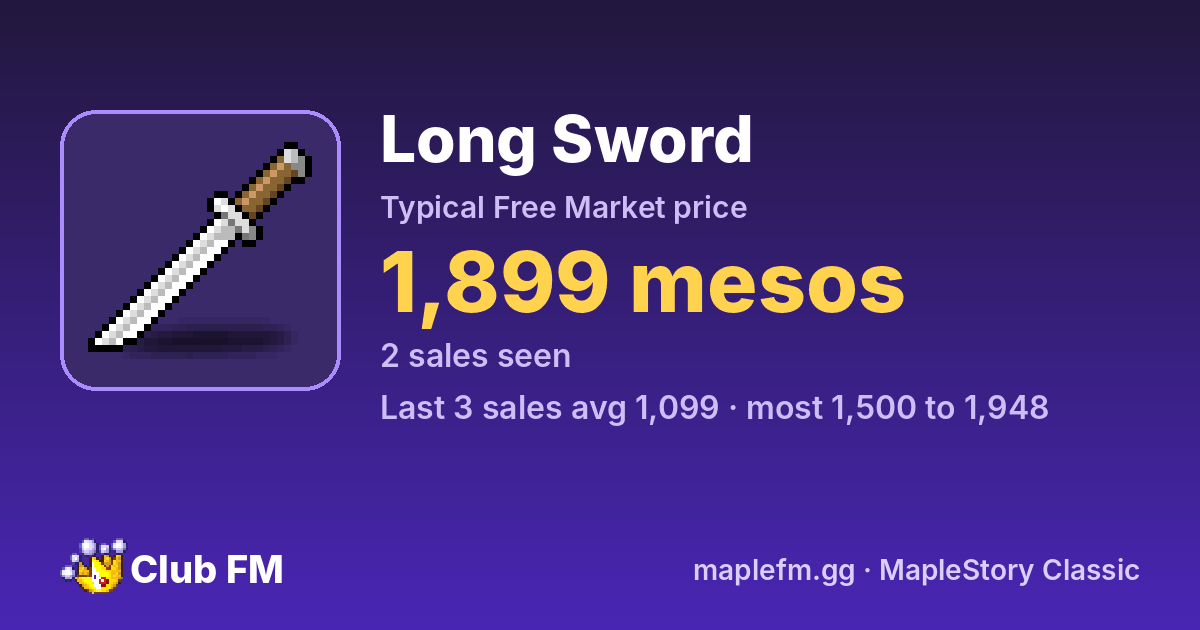 Long Sword
Typical Free Market price
1,899 mesos
2 sales seen
Last 3 sales avg 1,099 · most 1,500 to 1,948
Club FM
maplefm.gg · MapleStory Classic